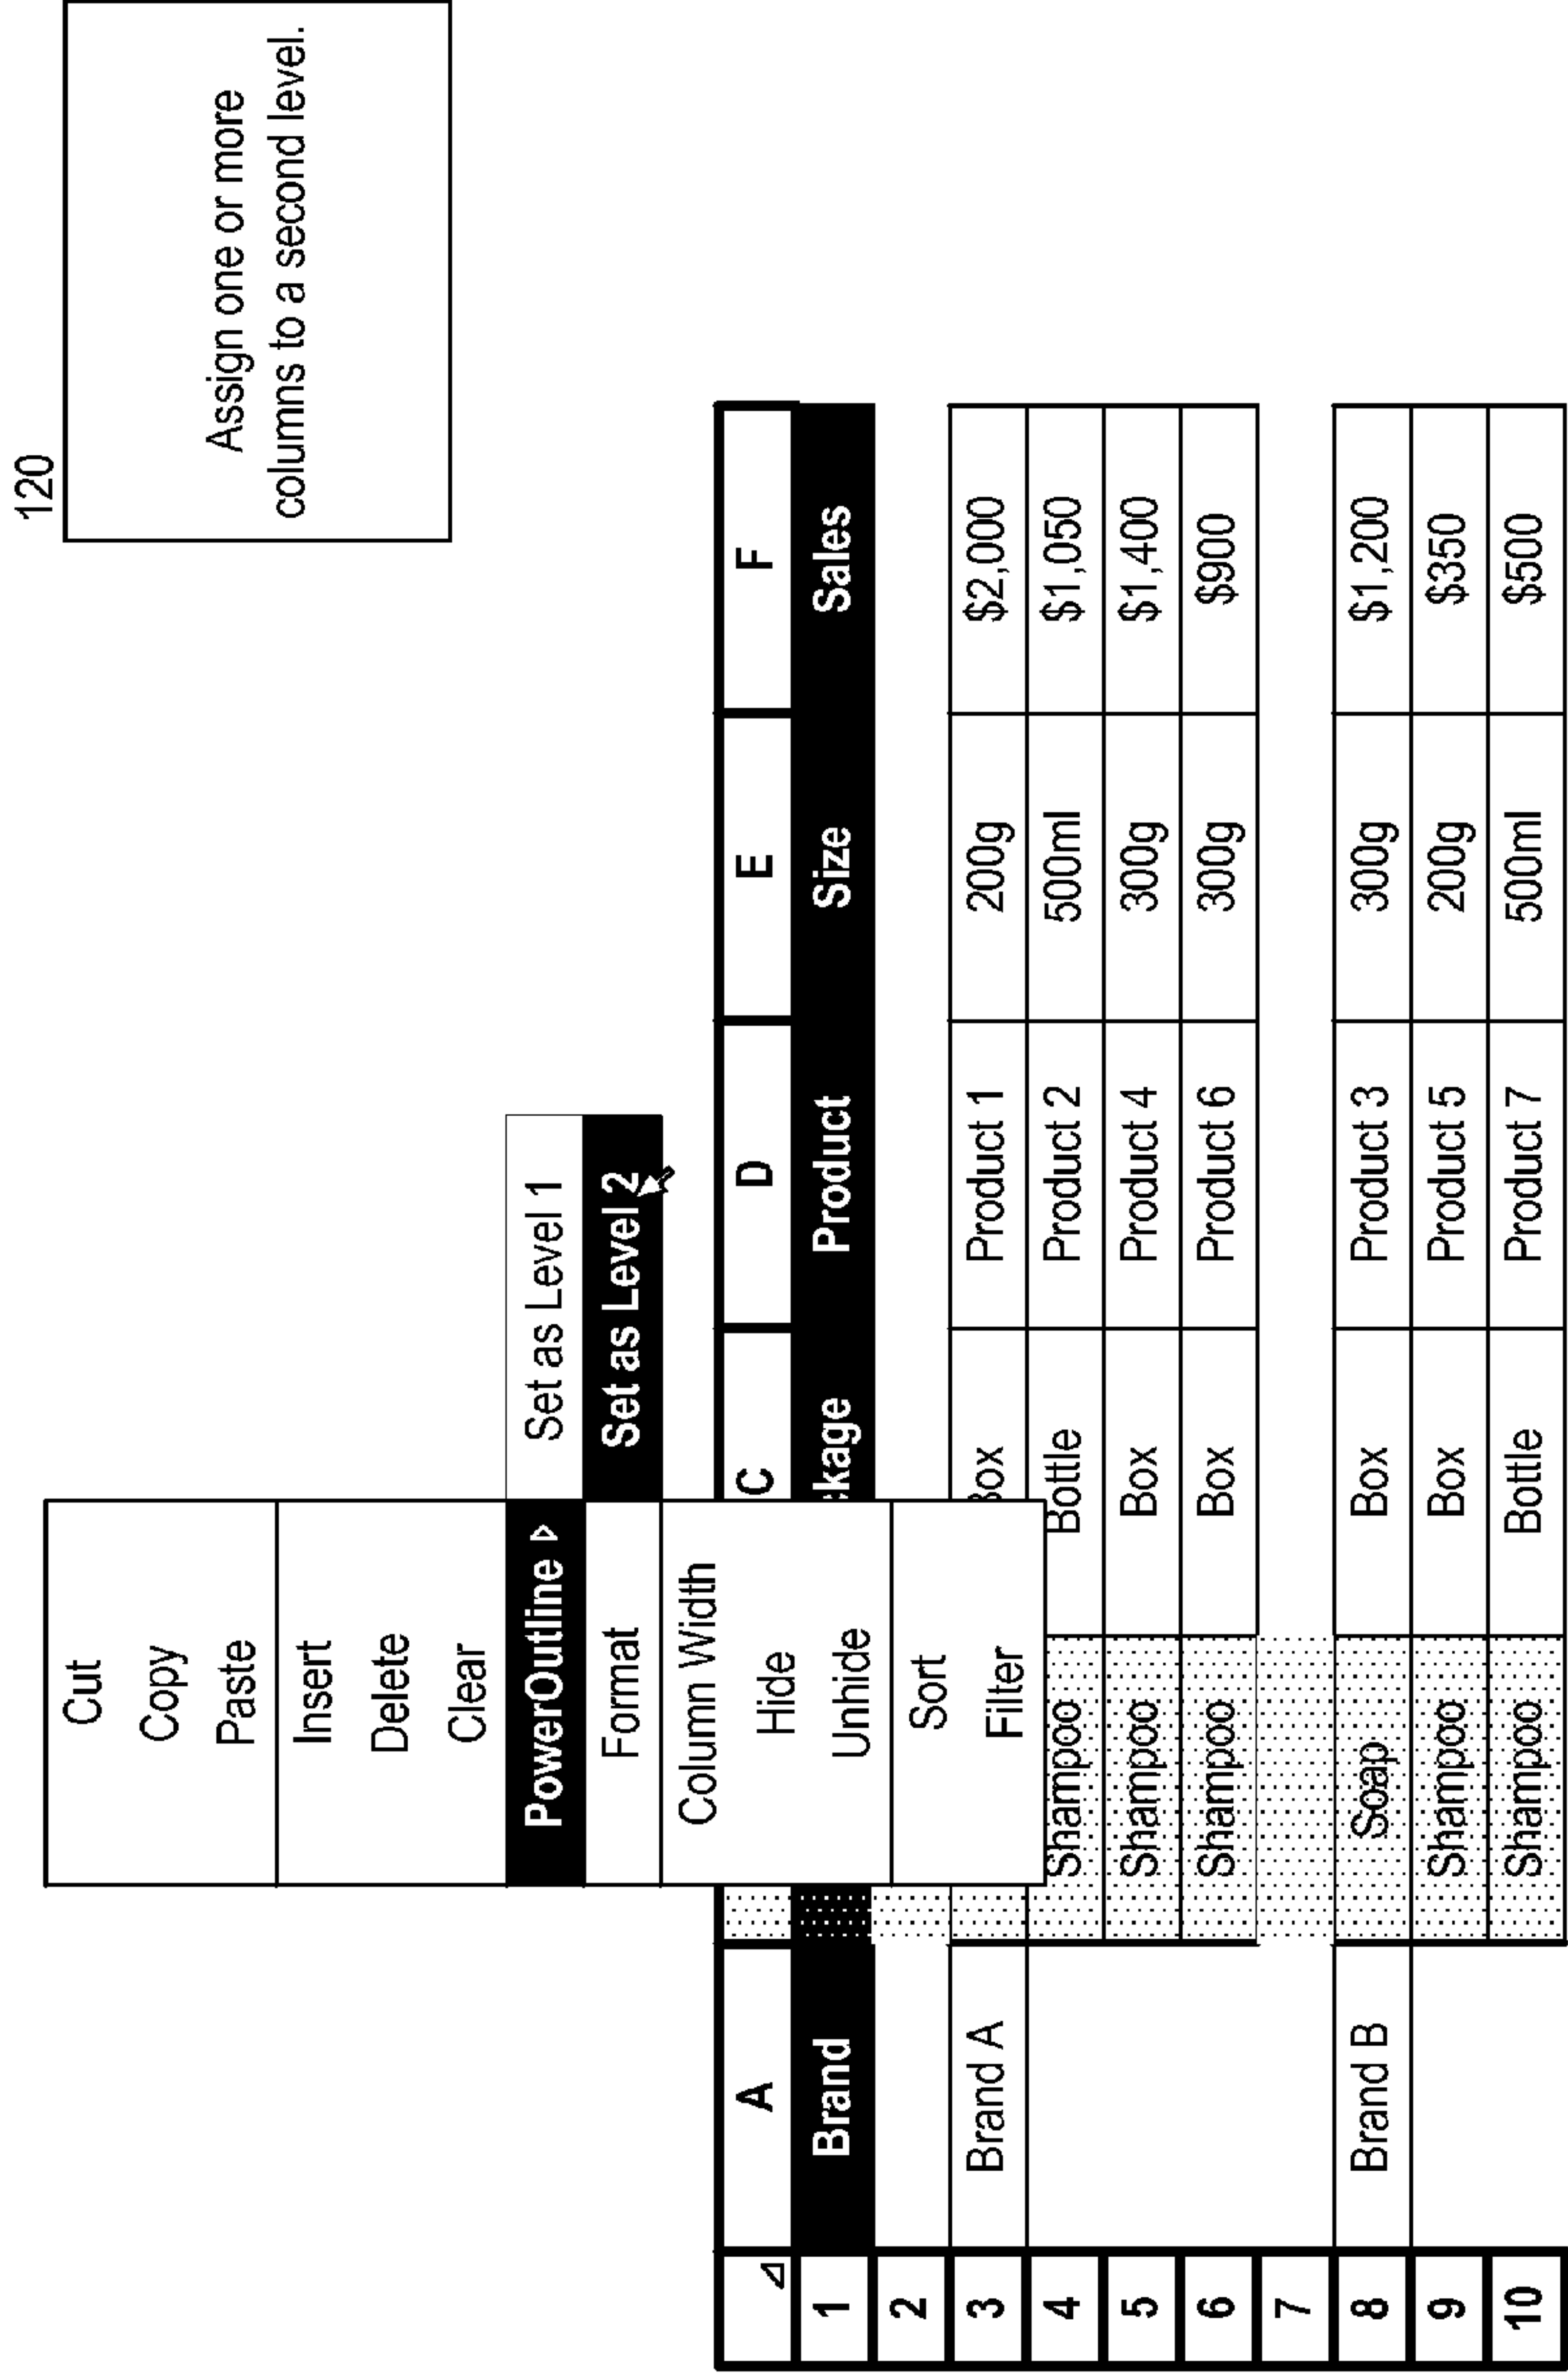 120
Assign one or more
columns to a second level.
Cut
Copy
Paste
Insert
Delete
Clear
PowerOutline ▷ Set as Level 1
Format Set as Level 2
Column Width
Hide
Unhide
Sort
Filter
A C D E F
1 Brand ckage Product Size Sales
2
3 Brand A Box Product 1 200g $2,000
4 Shampoo Bottle Product 2 500ml $1,050
5 Shampoo Box Product 4 300g $1,400
6 Shampoo Box Product 6 300g $900
7
8 Brand B Soap Box Product 3 300g $1,200
9 Shampoo Box Product 5 200g $350
10 Shampoo Bottle Product 7 500ml $500